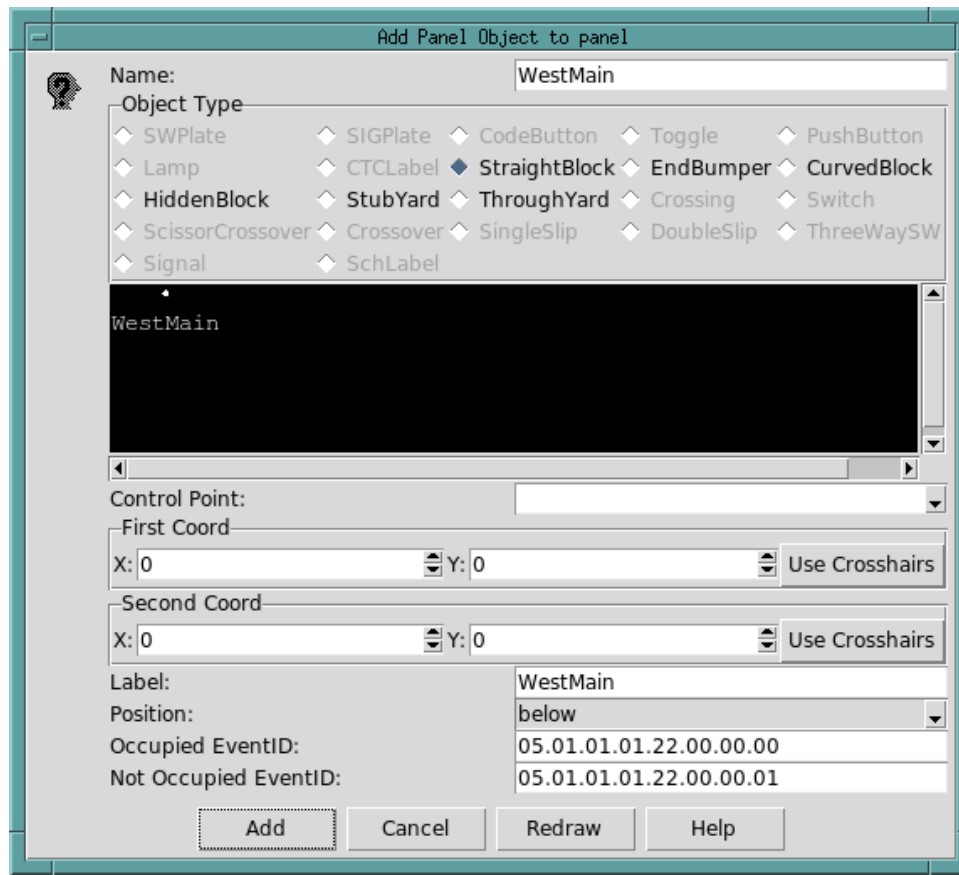 Add Panel Object to panel
Name: WestMain
Object Type
SWPlate SIGPlate CodeButton Toggle PushButton
Lamp CTCLabel StraightBlock EndBumper CurvedBlock
HiddenBlock StubYard ThroughYard Crossing Switch
ScissorCrossover Crossover SingleSlip DoubleSlip ThreeWaySW
Signal SchLabel
WestMain
Control Point:
First Coord
X: 0 Y: 0 Use Crosshairs
Second Coord
X: 0 Y: 0 Use Crosshairs
Label: WestMain
Position: below
Occupied EventID: 05.01.01.01.22.00.00.00
Not Occupied EventID: 05.01.01.01.22.00.00.01
Add Cancel Redraw Help